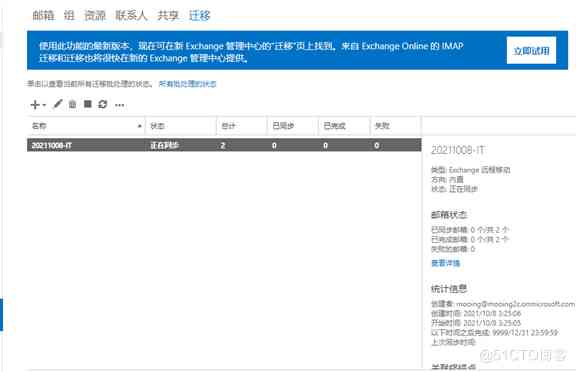 邮箱 组 资源 联系人 共享 迁移
使用此功能的最新版本，现在可在新 Exchange 管理中心的“迁移”页上找到。来自 Exchange Online 的 IMAP
迁移和迁移也将很快在新的 Exchange 管理中心提供。
立即试用
单击以查看当前所有迁移批处理的状态。 所有批处理的状态
名称 状态 总计 已同步 已完成 失败
20211008-IT 正在同步 2 0 0 0
20211008-IT
类型: Exchange 远程移动
方向: 内置
状态: 正在同步
邮箱状态
已同步邮箱: 0 个/共 2 个
已完成邮箱: 0 个/共 2 个
失败的邮箱: 0
查看详情
统计信息
创建者: mooing@mooing2c.onmicrosoft.com
创建时间: 2021/10/8 3:25:06
开始时间: 2021/10/8 3:25:05
以下时间之后完成: 9999/12/31 23:59:59
上次同步时间:
关联终结点
@51CTO博客